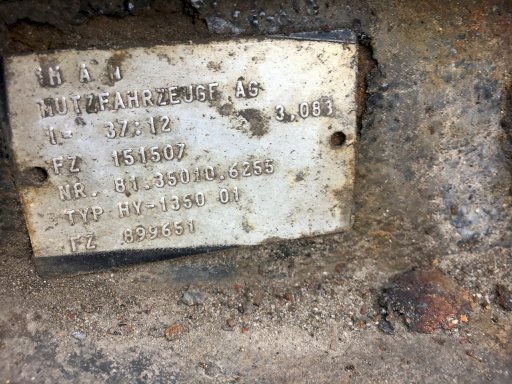 M A N
NUTZFAHRZEUGE AG
I= 37:12 3,083
FZ 151507
NR. 81.35010.6255
TYP HY-1350 01
FZ 899651